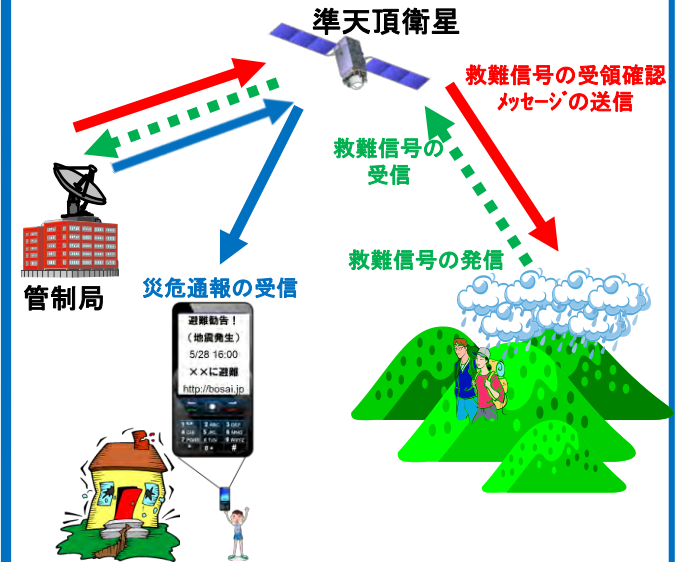 準天頂衛星
救難信号の受領確認
ﾒｯｾｰｼﾞの送信
救難信号の
受信
救難信号の発信
管制局
災危通報の受信
避難勧告！
（地震発生）
5/28 16:00
××に避難
http://bosai.jp